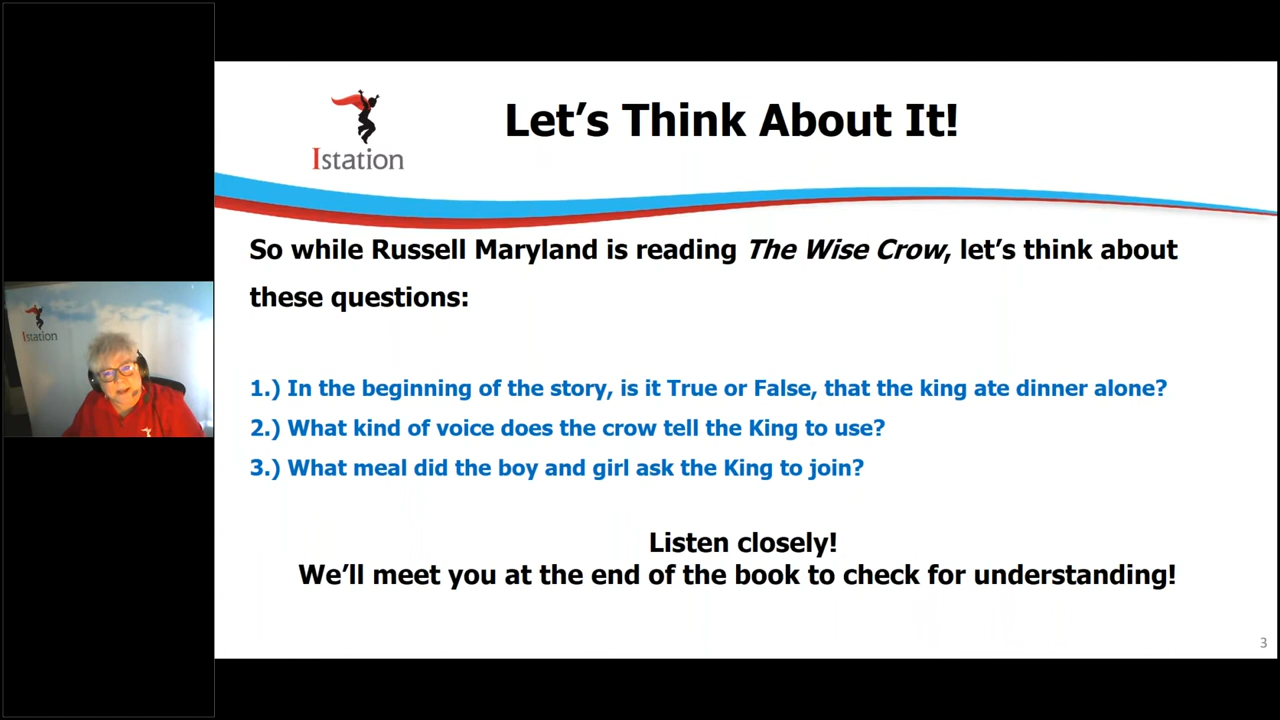 Istation
Let's Think About It!
So while Russell Maryland is reading The Wise Crow, let's think about
these questions:
1.) In the beginning of the story, is it True or False, that the king ate dinner alone?
2.) What kind of voice does the crow tell the King to use?
3.) What meal did the boy and girl ask the King to join?
Listen closely!
We'll meet you at the end of the book to check for understanding!
3
Istation